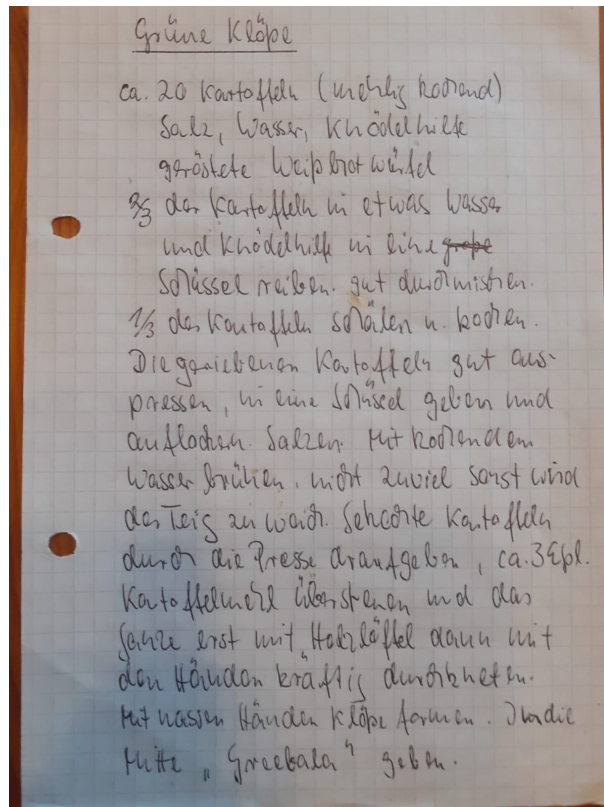 Grüne Klöße
ca. 20 Kartoffeln (mehlig kochend)
Salz, Wasser, Knödelhilfe
geröstete Weißbrotwürfel
2/3 der Kartoffeln in etwas Wasser
und Knödelhilfe in eine große
Schüssel reiben. gut durchmischen.
1/3 der Kartoffeln schälen u. kochen.
Die geriebenen Kartoffeln gut aus-
pressen, in eine Schüssel geben und
auflockern. Salzen. Mit kochendem
Wasser brühen. nicht zuviel sonst wird
der Teig zu weich. Gekochte Kartoffeln
durch die Presse draufgeben, ca. 3 Eßl.
Kartoffelmehl überstreuen und das
Ganze erst mit Holzlöffel dann mit
den Händen kräftig durchkneten.
Mit nassen Händen Klöße formen. In die
Mitte „Greebala" geben.